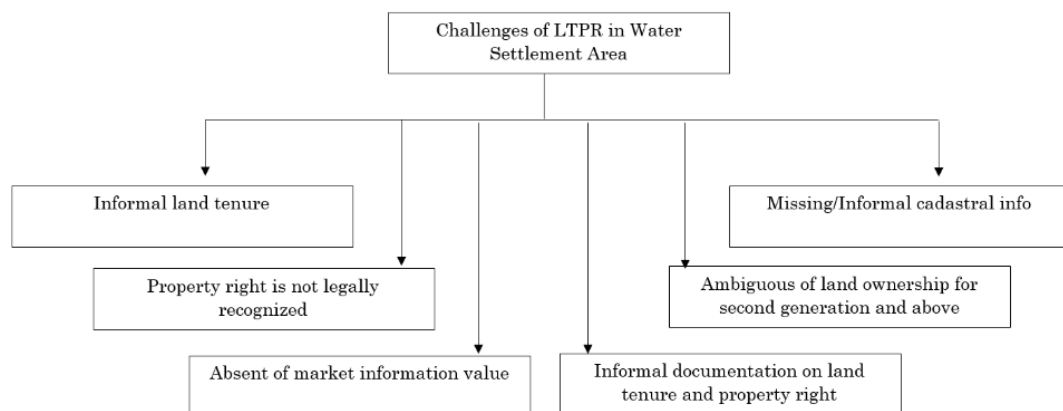 Challenges of LTPR in Water
Settlement Area
Informal land tenure
Missing/Informal cadastral info
Property right is not legally
recognized
Ambiguous of land ownership for
second generation and above
Absent of market information value
Informal documentation on land
tenure and property right